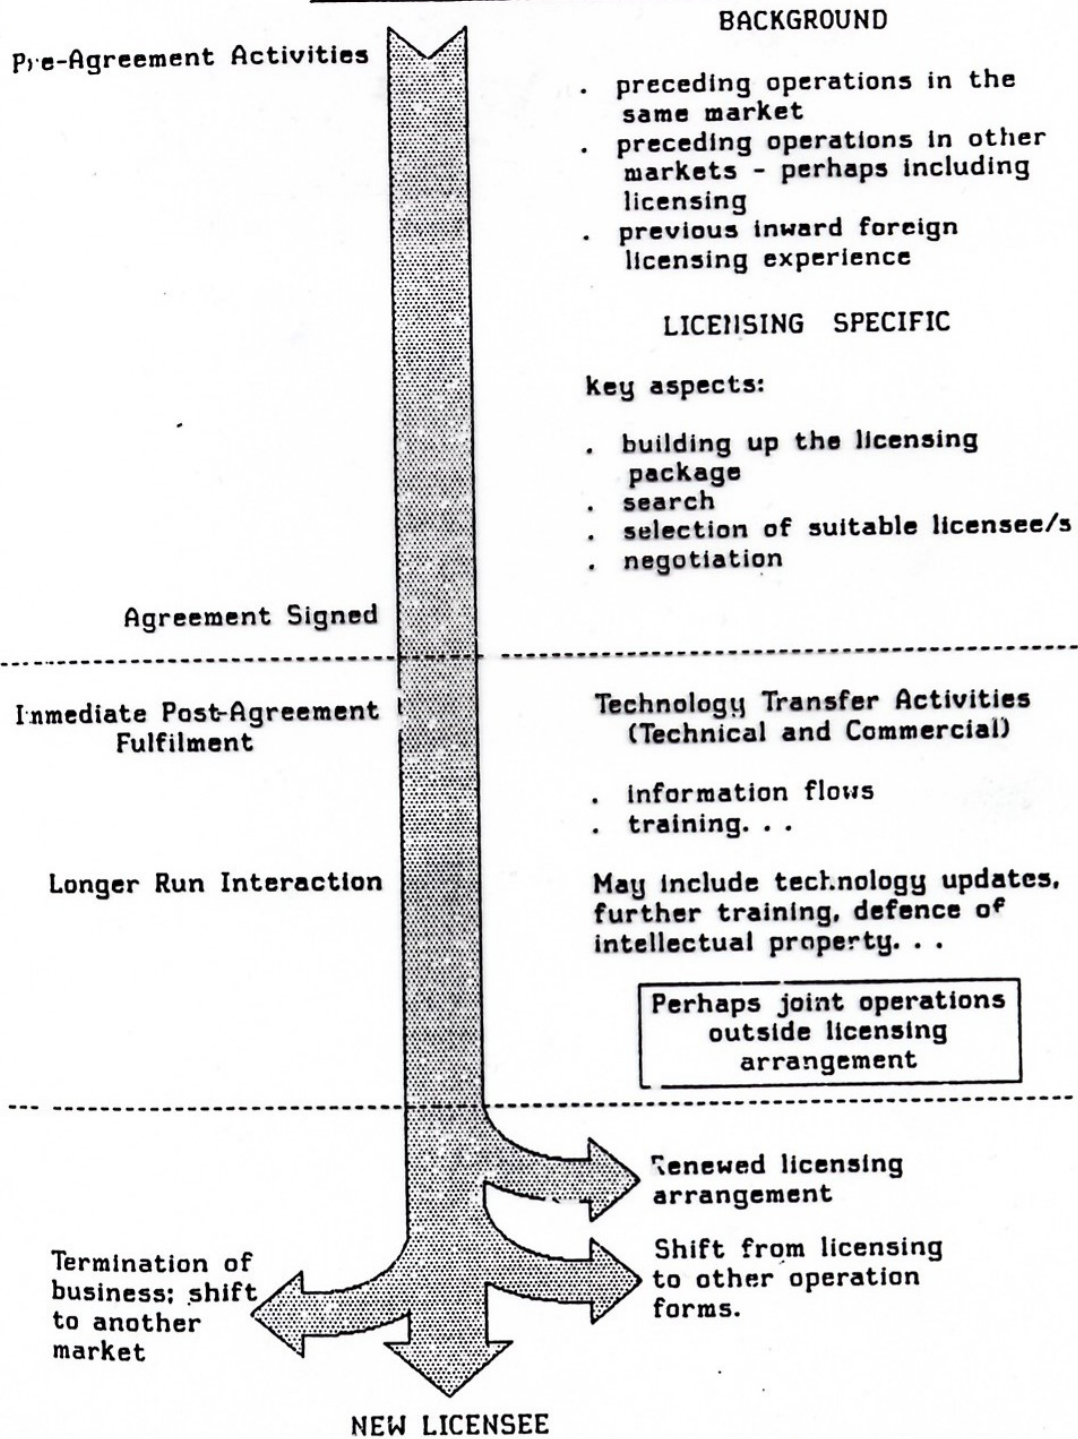 Pre-Agreement Activities
BACKGROUND
. preceding operations in the
same market
. preceding operations in other
markets - perhaps including
licensing
. previous inward foreign
licensing experience
LICENSING SPECIFIC
key aspects:
. building up the licensing
package
. search
. selection of suitable licensee/s
. negotiation
Agreement Signed
Immediate Post-Agreement
Fulfilment
Technology Transfer Activities
(Technical and Commercial)
. information flows
. training. . .
Longer Run Interaction
May include technology updates,
further training, defence of
intellectual property. . .
Perhaps joint operations
outside licensing
arrangement
Renewed licensing
arrangement
Shift from licensing
to other operation
forms.
Termination of
business; shift
to another
market
NEW LICENSEE